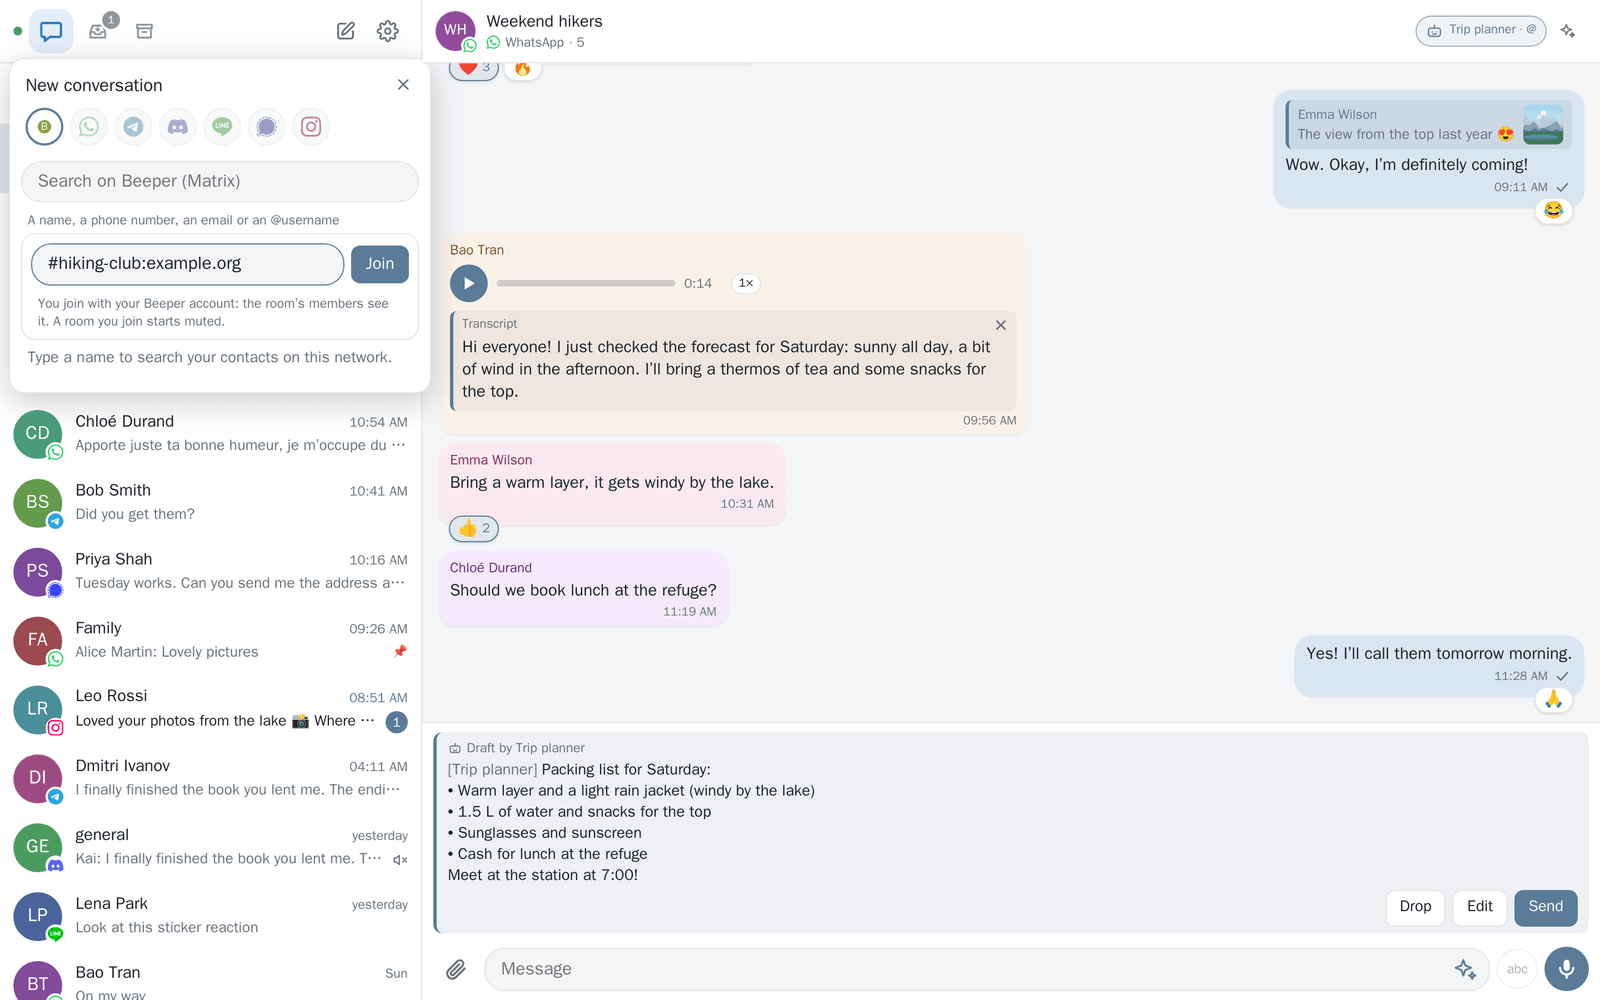 1
New conversation
B
LINE
Search on Beeper (Matrix)
A name, a phone number, an email or an @username
#hiking-club:example.org
Join
You join with your Beeper account: the room's members see
it. A room you join starts muted.
Type a name to search your contacts on this network.
CD
Chloé Durand
10:54 AM
Apporte juste ta bonne humeur, je m'occupe du ···
BS
Bob Smith
10:41 AM
Did you get them?
PS
Priya Shah
10:16 AM
Tuesday works. Can you send me the address a···
FA
Family
09:26 AM
Alice Martin: Lovely pictures
📌
LR
Leo Rossi
08:51 AM
Loved your photos from the lake 📸 Where ···
1
DI
Dmitri Ivanov
04:11 AM
I finally finished the book you lent me. The endi···
GE
general
yesterday
Kai: I finally finished the book you lent me. T···
LP
Lena Park
yesterday
LINE
Look at this sticker reaction
BT
Bao Tran
Sun
On my way
WH
Weekend hikers
WhatsApp · 5
Trip planner · @
❤️ 3
🔥
Emma Wilson
The view from the top last year 😍
Wow. Okay, I'm definitely coming!
09:11 AM
😂
Bao Tran
0:14
1×
Transcript
Hi everyone! I just checked the forecast for Saturday: sunny all day, a bit
of wind in the afternoon. I'll bring a thermos of tea and some snacks for
the top.
09:56 AM
Emma Wilson
Bring a warm layer, it gets windy by the lake.
10:31 AM
👍 2
Chloé Durand
Should we book lunch at the refuge?
11:19 AM
Yes! I'll call them tomorrow morning.
11:28 AM
🙏
Draft by Trip planner
[Trip planner] Packing list for Saturday:
• Warm layer and a light rain jacket (windy by the lake)
• 1.5 L of water and snacks for the top
• Sunglasses and sunscreen
• Cash for lunch at the refuge
Meet at the station at 7:00!
Drop
Edit
Send
Message
abc